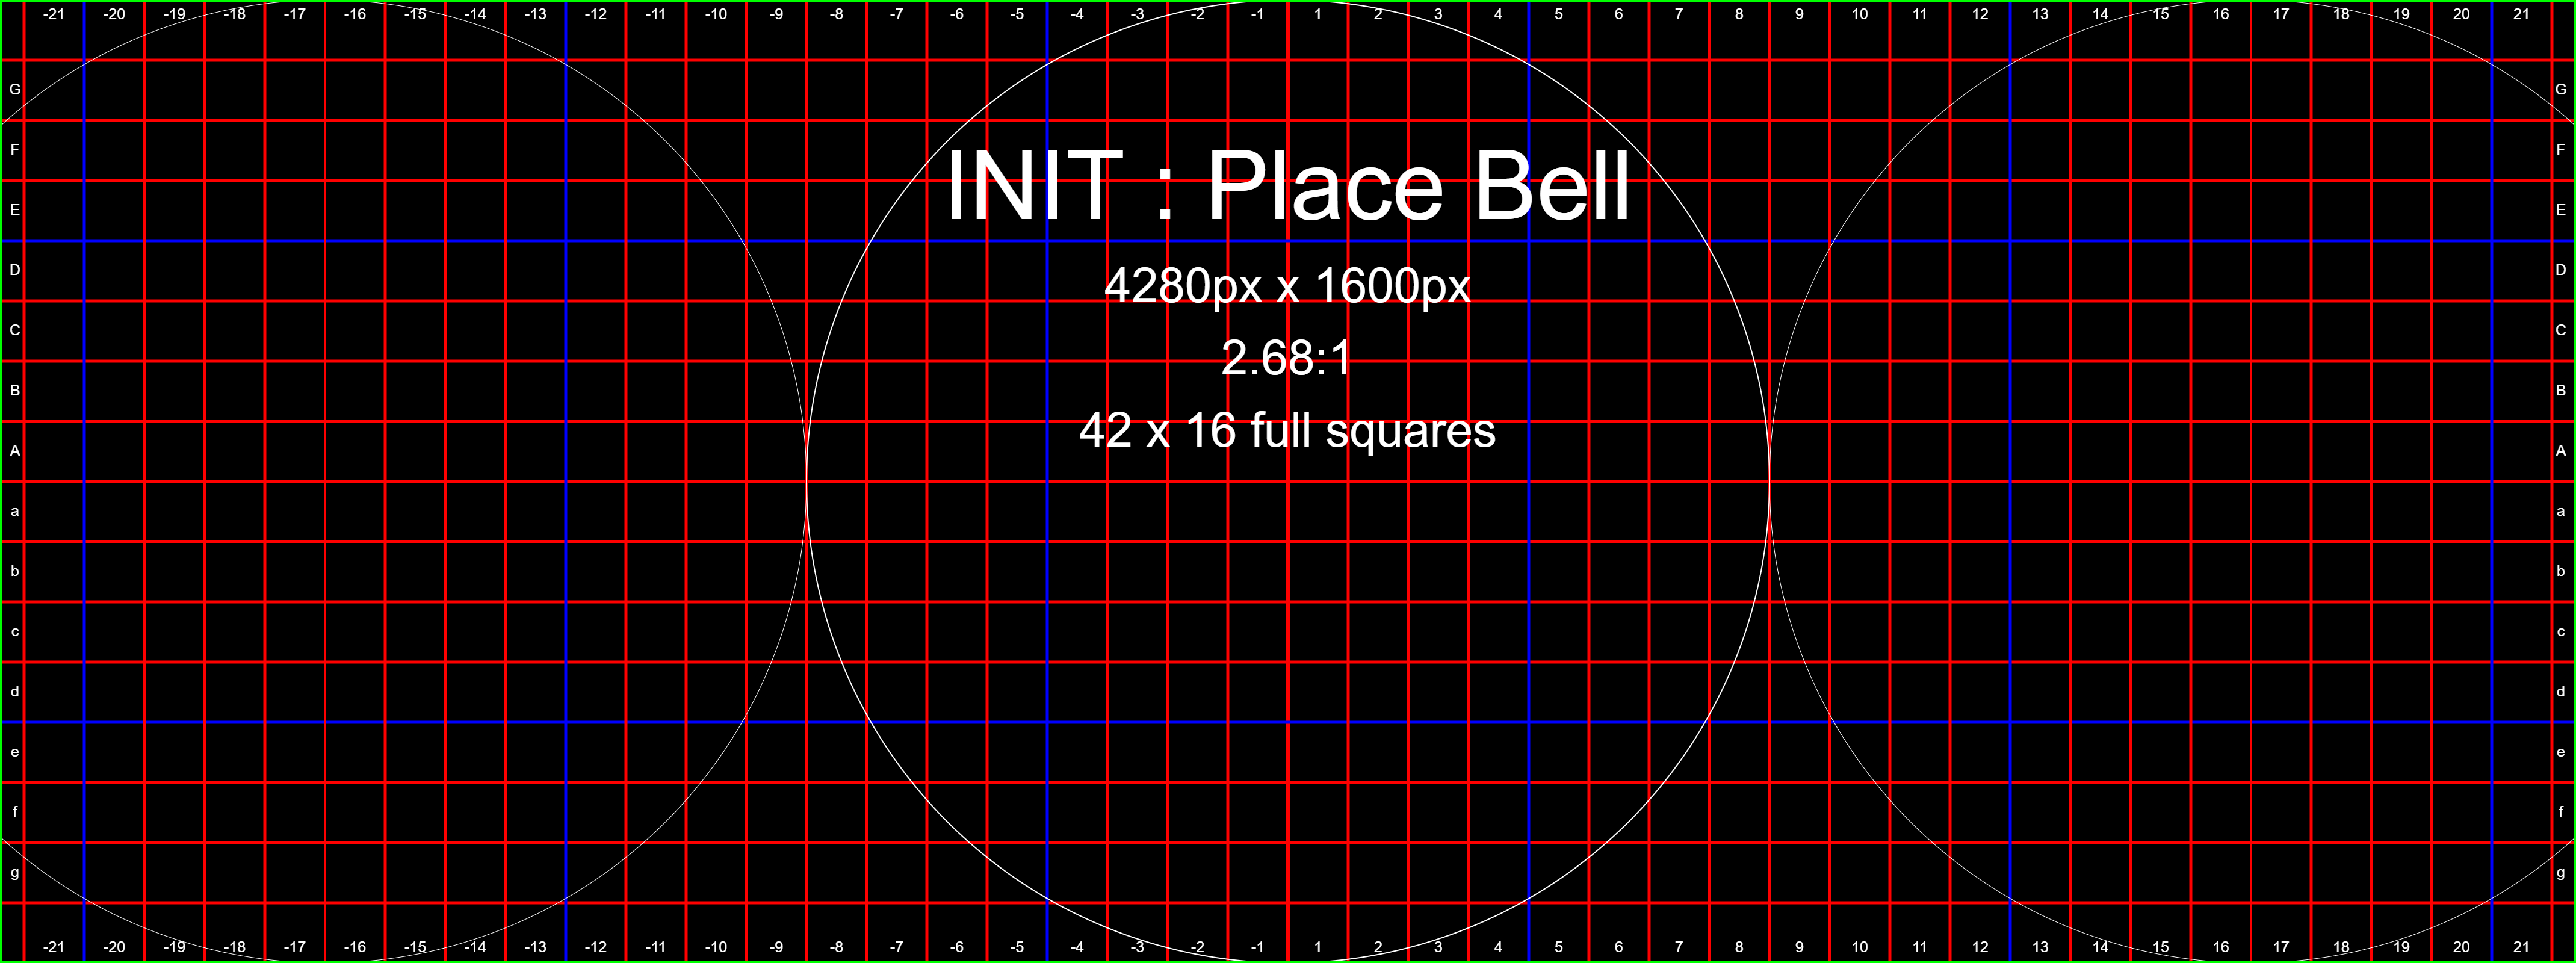 -21 -20 -19 -18 -17 -16 -15 -14 -13 -12 -11 -10 -9 -8 -7 -6 -5 -4 -3 -2 -1 1 2 3 4 5 6 7 8 9 10 11 12 13 14 15 16 17 18 19 20 21
G G
F F
INIT : Place Bell
E E
D D
4280px x 1600px
C C
2.68:1
B B
42 x 16 full squares
A A
a a
b b
c c
d d
e e
f f
g g
-21 -20 -19 -18 -17 -16 -15 -14 -13 -12 -11 -10 -9 -8 -7 -6 -5 -4 -3 -2 -1 1 2 3 4 5 6 7 8 9 10 11 12 13 14 15 16 17 18 19 20 21